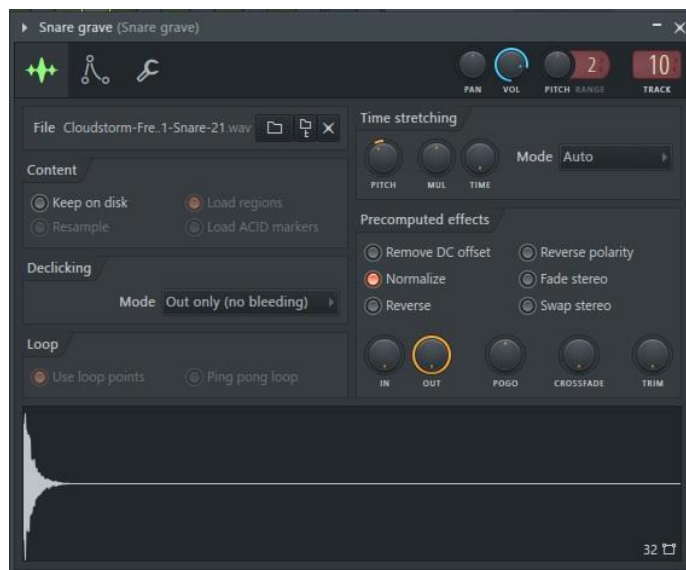 Snare grave (Snare grave)
2
10
PAN VOL PITCH RANGE TRACK
File Cloudstorm-Fre..1-Snare-21.wav
Content
Keep on disk Load regions
Resample Load ACID markers
Declicking
Mode Out only (no bleeding)
Loop
Use loop points Ping pong loop
Time stretching
Mode Auto
PITCH MUL TIME
Precomputed effects
Remove DC offset Reverse polarity
Normalize Fade stereo
Reverse Swap stereo
IN OUT POGO CROSSFADE TRIM
32